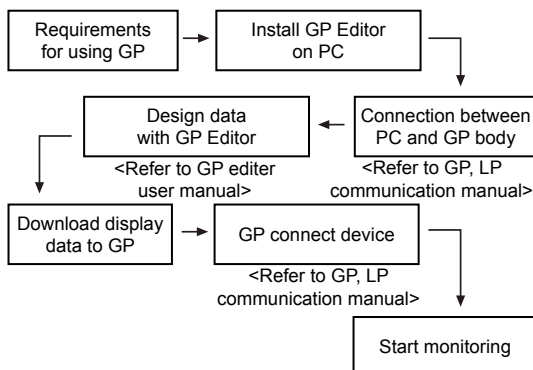 Requirements
for using GP
Install GP Editor
on PC
Connection between
PC and GP body
<Refer to GP, LP
communication manual>
Design data
with GP Editor
<Refer to GP editer
user manual>
Download display
data to GP
GP connect device
<Refer to GP, LP
communication manual>
Start monitoring